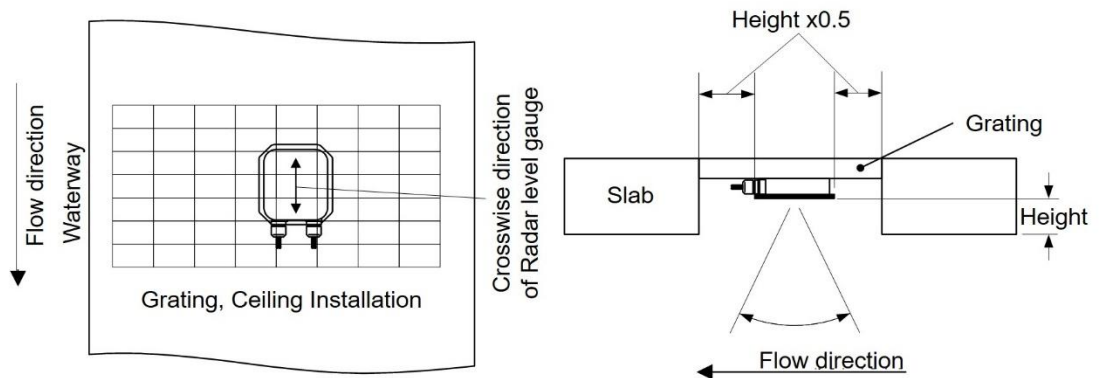 Flow direction
Waterway
Grating, Ceiling Installation
Crosswise direction
of Radar level gauge
Height x0.5
Grating
Slab
Height
Flow direction